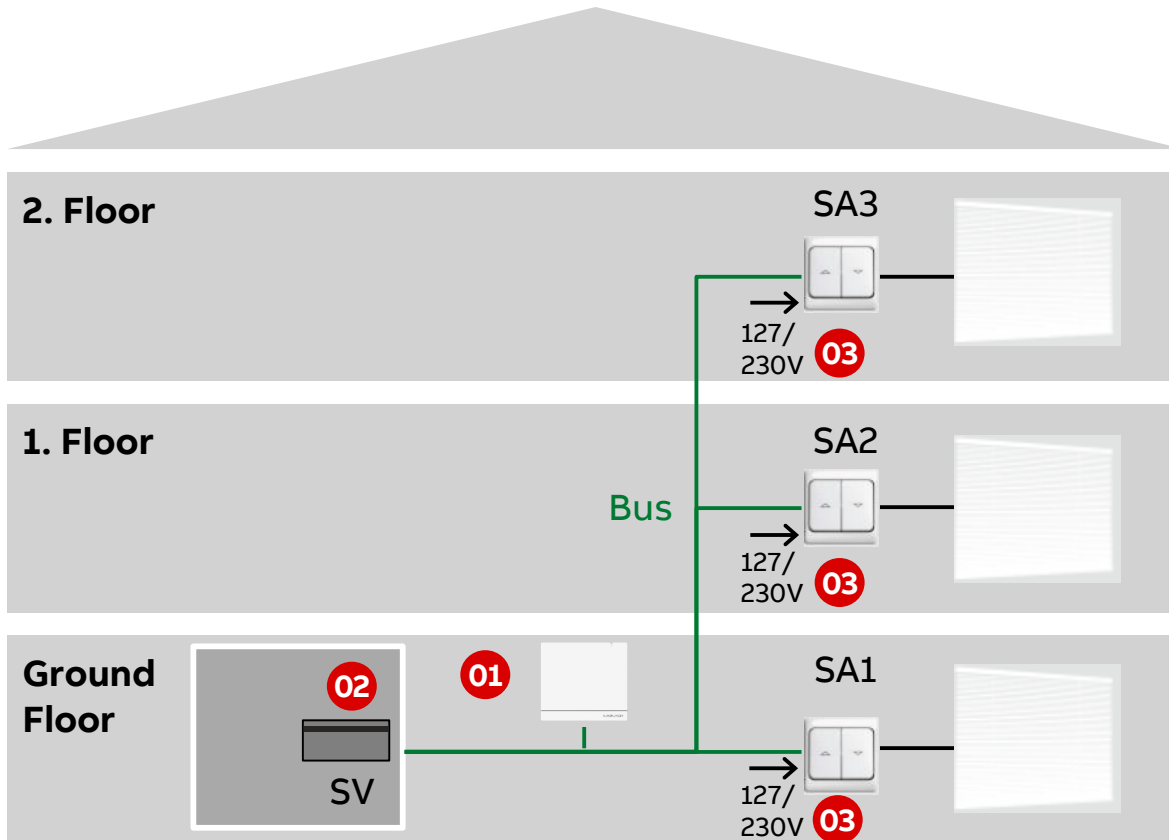 2. Floor
SA3
127/
230V
03
1. Floor
SA2
Bus
127/
230V
03
Ground
Floor
02
SV
01
SA1
127/
230V
03